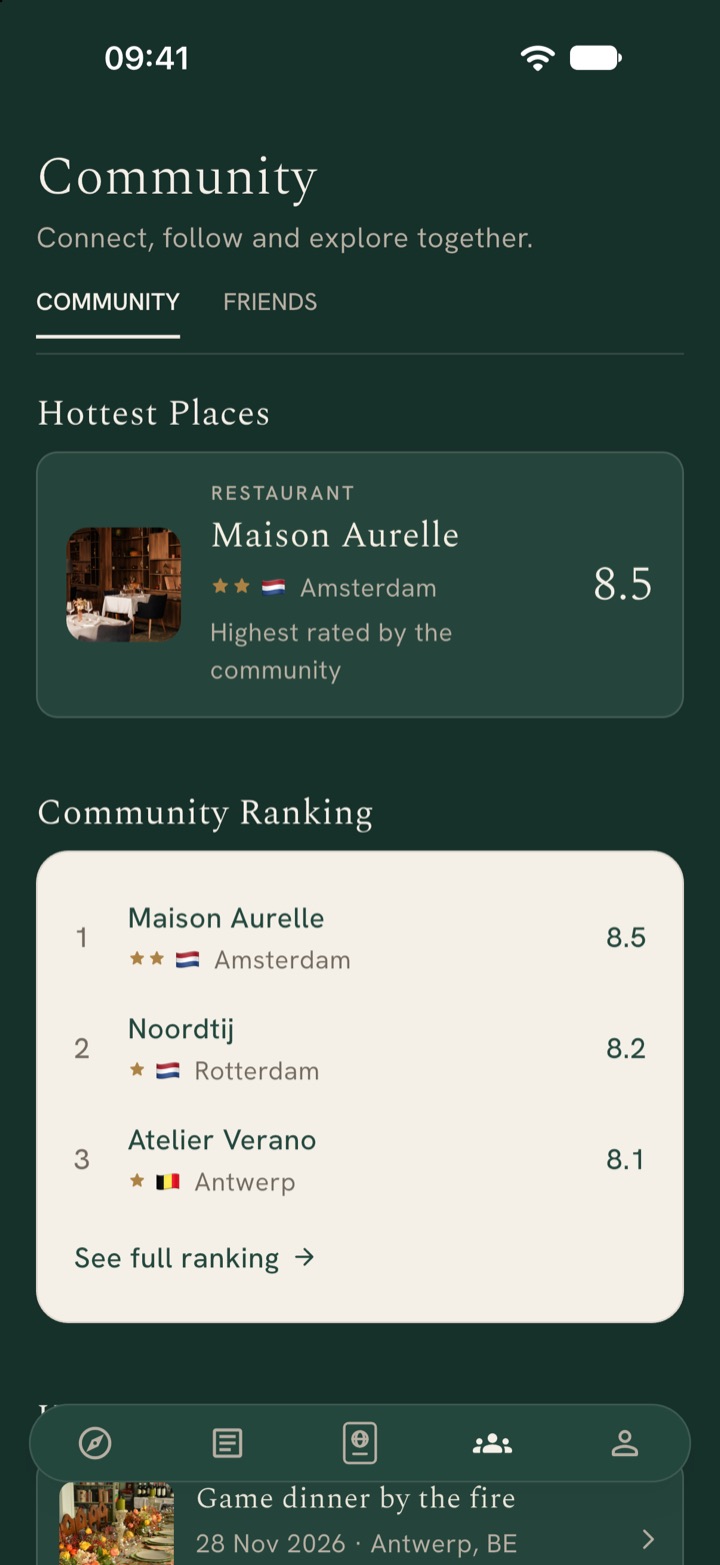 09:41
Community
Connect, follow and explore together.
COMMUNITY FRIENDS
Hottest Places
RESTAURANT
Maison Aurelle
Amsterdam
8.5
Highest rated by the
community
Community Ranking
1 Maison Aurelle 8.5
Amsterdam
2 Noordtij 8.2
Rotterdam
3 Atelier Verano 8.1
Antwerp
See full ranking →
Game dinner by the fire
28 Nov 2026 · Antwerp, BE